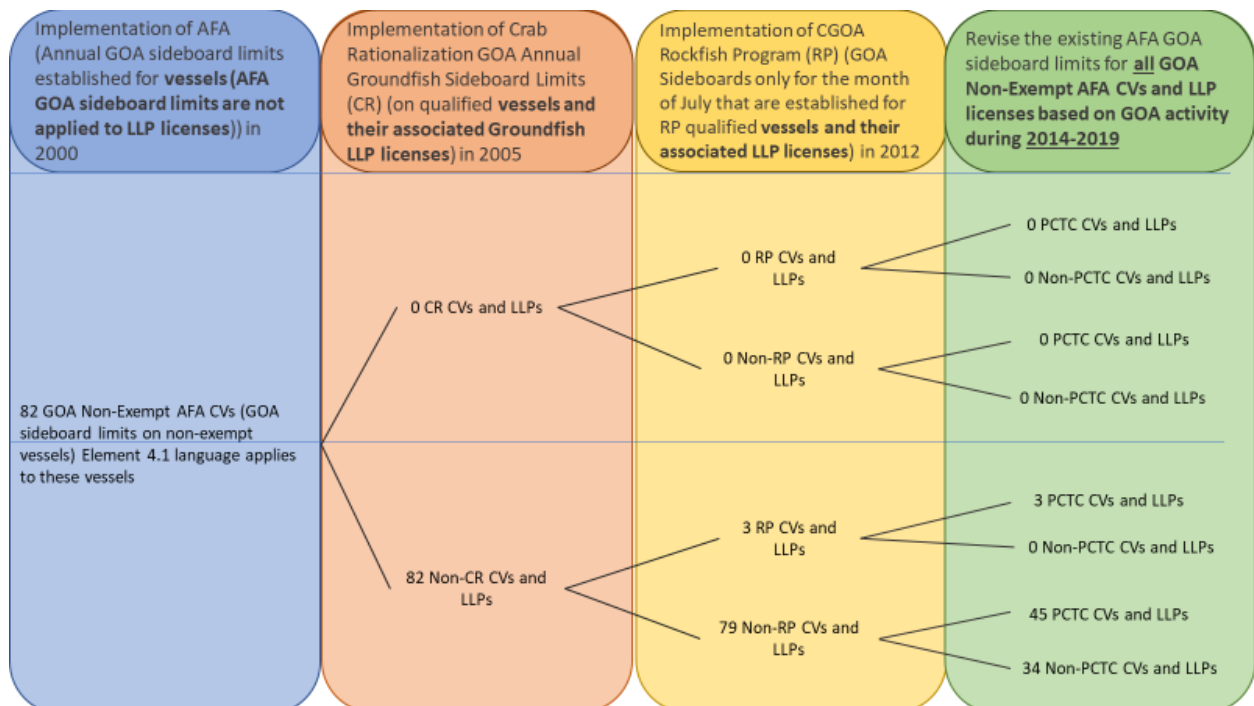 Implementation of AFA
(Annual GOA sideboard limits
established for vessels (AFA
GOA sideboard limits are not
applied to LLP licenses)) in
2000
Implementation of Crab
Rationalization GOA Annual
Groundfish Sideboard Limits
(CR) (on qualified vessels and
their associated Groundfish
LLP licenses) in 2005
Implementation of CGOA
Rockfish Program (RP) (GOA
Sideboards only for the month
of July that are established for
RP qualified vessels and their
associated LLP licenses) in 2012
Revise the existing AFA GOA
sideboard limits for all GOA
Non-Exempt AFA CVs and LLP
licenses based on GOA activity
during 2014-2019
82 GOA Non-Exempt AFA CVs (GOA
sideboard limits on non-exempt
vessels) Element 4.1 language applies
to these vessels
0 CR CVs and LLPs
82 Non-CR CVs and
LLPs
0 RP CVs and
LLPs
0 Non-RP CVs and
LLPs
3 RP CVs and
LLPs
79 Non-RP CVs and
LLPs
0 PCTC CVs and LLPs
0 Non-PCTC CVs and LLPs
0 PCTC CVs and LLPs
0 Non-PCTC CVs and LLPs
3 PCTC CVs and LLPs
0 Non-PCTC CVs and LLPs
45 PCTC CVs and LLPs
34 Non-PCTC CVs and LLPs